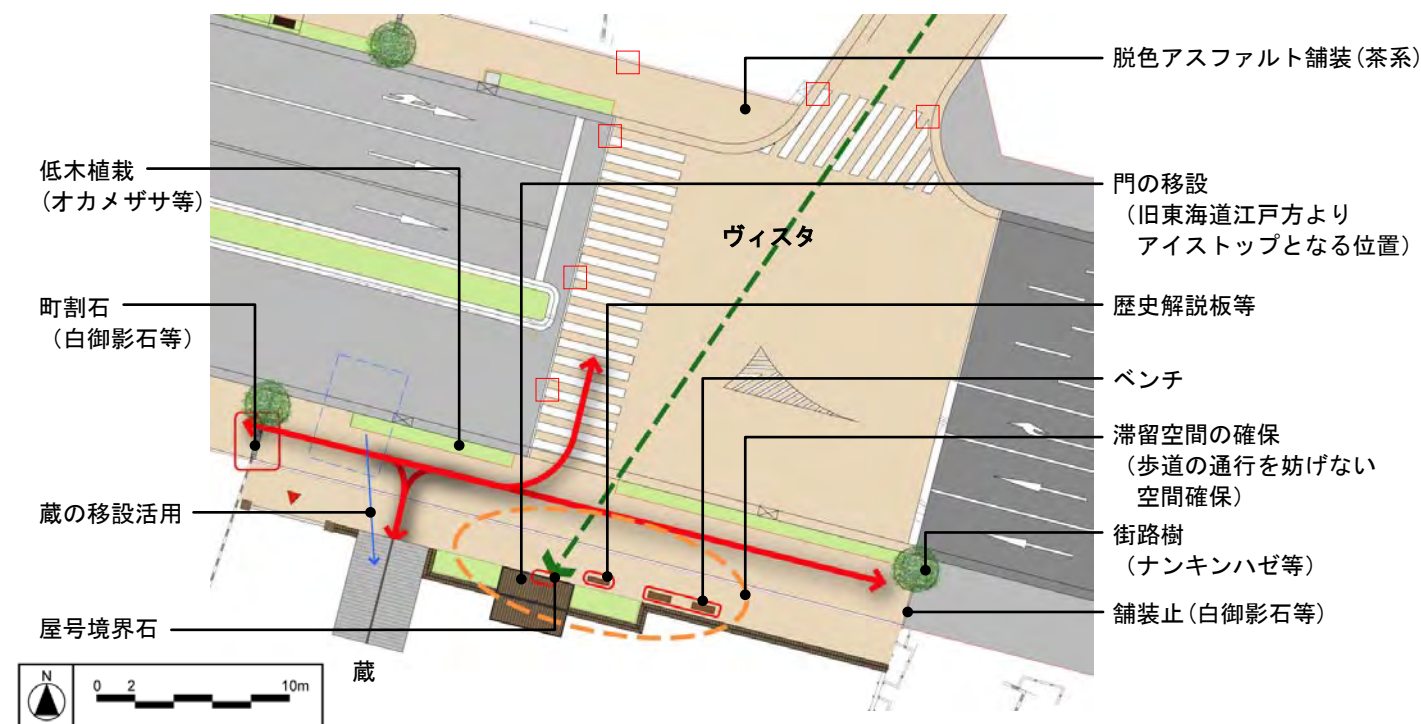 脱色アスファルト舗装(茶系)
低木植栽
(オカメザサ等)
門の移設
(旧東海道江戸方より
アイストップとなる位置)
ヴィスタ
町割石
(白御影石等)
歴史解説板等
ベンチ
滞留空間の確保
(歩道の通行を妨げない
空間確保)
蔵の移設活用
街路樹
(ナンキンハゼ等)
屋号境界石
舗装止(白御影石等)
蔵
N
0 2 10m